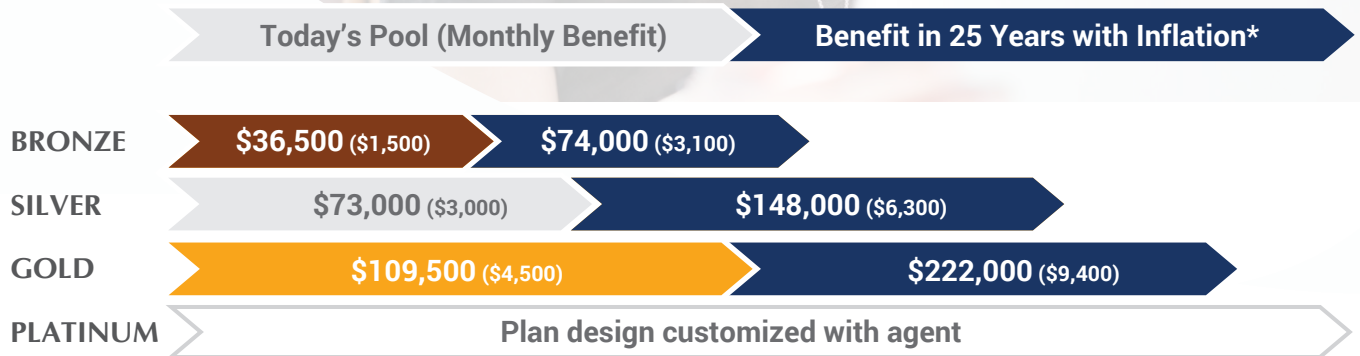 Today's Pool (Monthly Benefit) Benefit in 25 Years with Inflation*
BRONZE $36,500 ($1,500) $74,000 ($3,100)
SILVER $73,000 ($3,000) $148,000 ($6,300)
GOLD $109,500 ($4,500) $222,000 ($9,400)
PLATINUM Plan design customized with agent